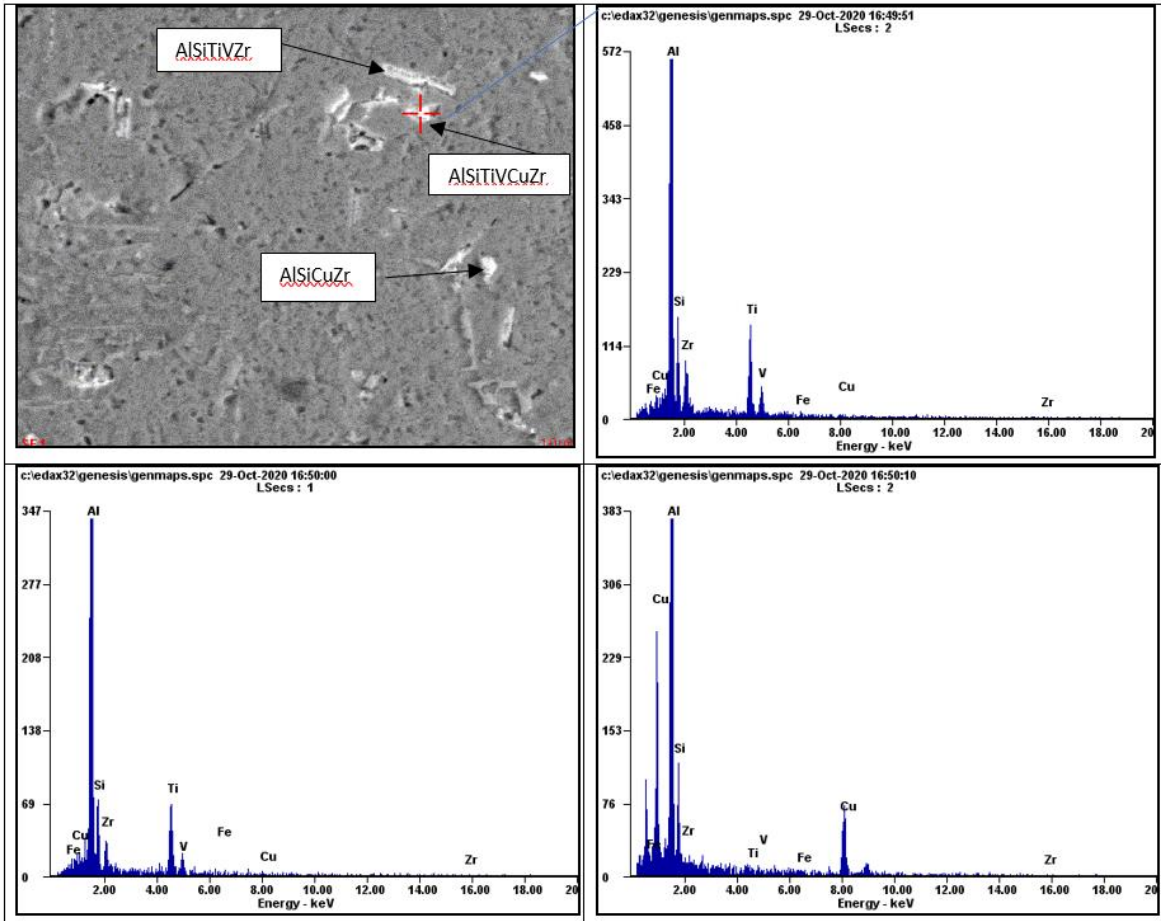 AlSiTiVZr
AlSiTiVCuZr
AlSiCuZr
SE1
c:\edax32\genesis\genmaps.spc 29-Oct-2020 16:49:51
LSecs : 2
572
458
343
229
114
0
Al
Si
Zr
Cu
Fe
Ti
V
Fe
Cu
Zr
2.00 4.00 6.00 8.00 10.00 12.00 14.00 16.00 18.00 20
Energy - keV
c:\edax32\genesis\genmaps.spc 29-Oct-2020 16:50:00
LSecs : 1
347
277
208
138
69
0
Al
Si
Zr
Cu
Fe
Ti
V
Fe
Cu
Zr
2.00 4.00 6.00 8.00 10.00 12.00 14.00 16.00 18.00 20
Energy - keV
c:\edax32\genesis\genmaps.spc 29-Oct-2020 16:50:10
LSecs : 2
383
306
229
153
76
0
Al
Cu
Si
Zr
Ti
V
Fe
Cu
Zr
2.00 4.00 6.00 8.00 10.00 12.00 14.00 16.00 18.00 20
Energy - keV